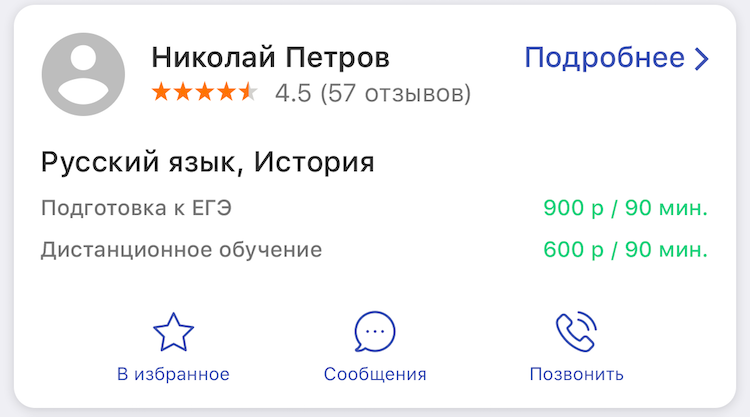 Николай Петров
Подробнее
4.5 (57 отзывов)
Русский язык, История
Подготовка к ЕГЭ
900 р / 90 мин.
Дистанционное обучение
600 р / 90 мин.
В избранное
Сообщения
Позвонить